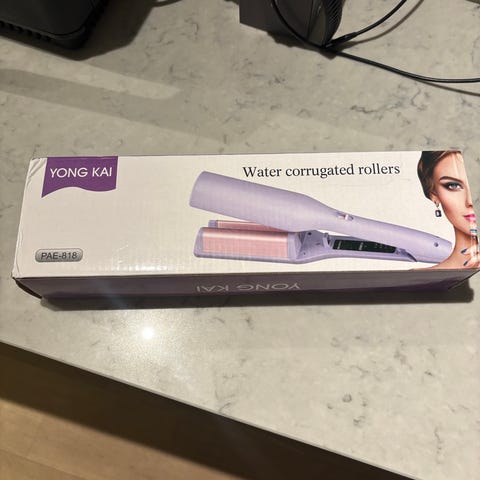 YONG KAI
Water corrugated rollers
PAE-818
YONG KAI